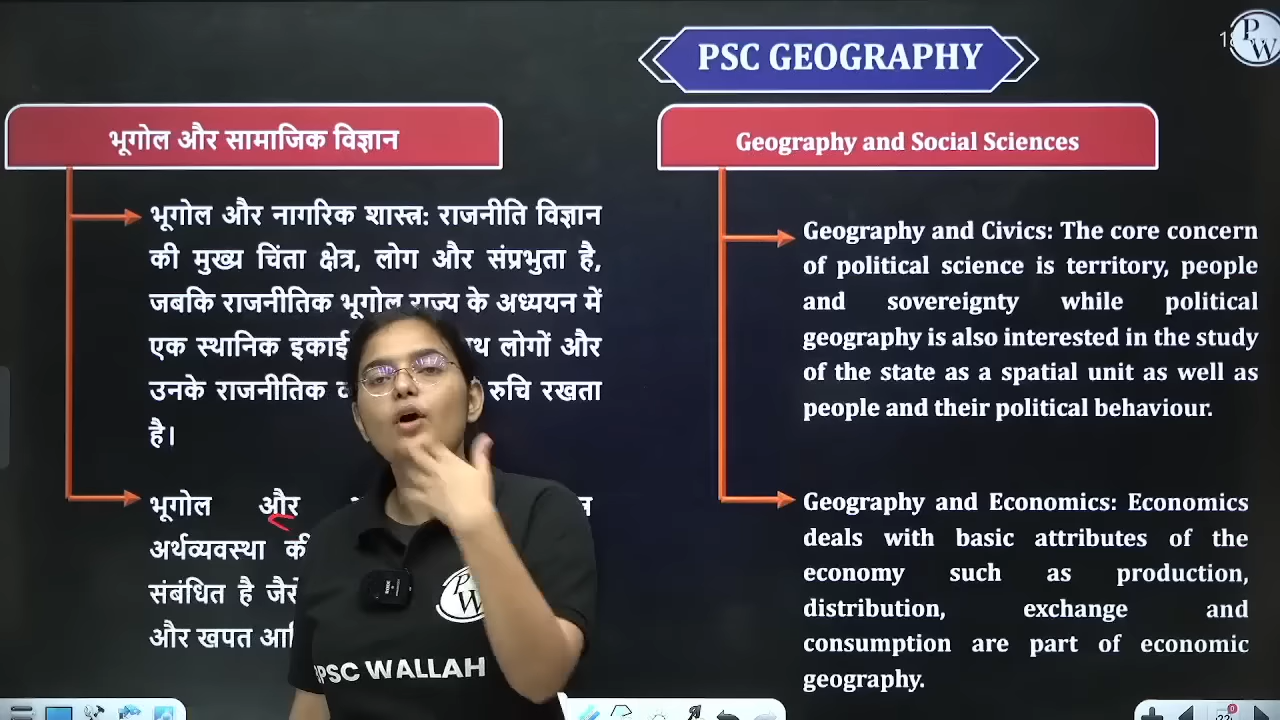 PSC GEOGRAPHY
PW
भूगोल और सामाजिक विज्ञान
भूगोल और नागरिक शास्त्र: राजनीति विज्ञान
की मुख्य चिंता क्षेत्र, लोग और संप्रभुता है,
जबकि राजनीतिक भूगोल राज्य के अध्ययन में
एक स्थानिक इकाई लोगों और
उनके राजनीतिक रुचि रखता
है।
भूगोल और
अर्थव्यवस्था की
संबंधित है जैसे
और खपत
Geography and Social Sciences
Geography and Civics: The core concern
of political science is territory, people
and sovereignty while political
geography is also interested in the study
of the state as a spatial unit as well as
people and their political behaviour.
Geography and Economics: Economics
deals with basic attributes of the
economy such as production,
distribution, exchange and
consumption are part of economic
geography.
PW
PSC WALLAH